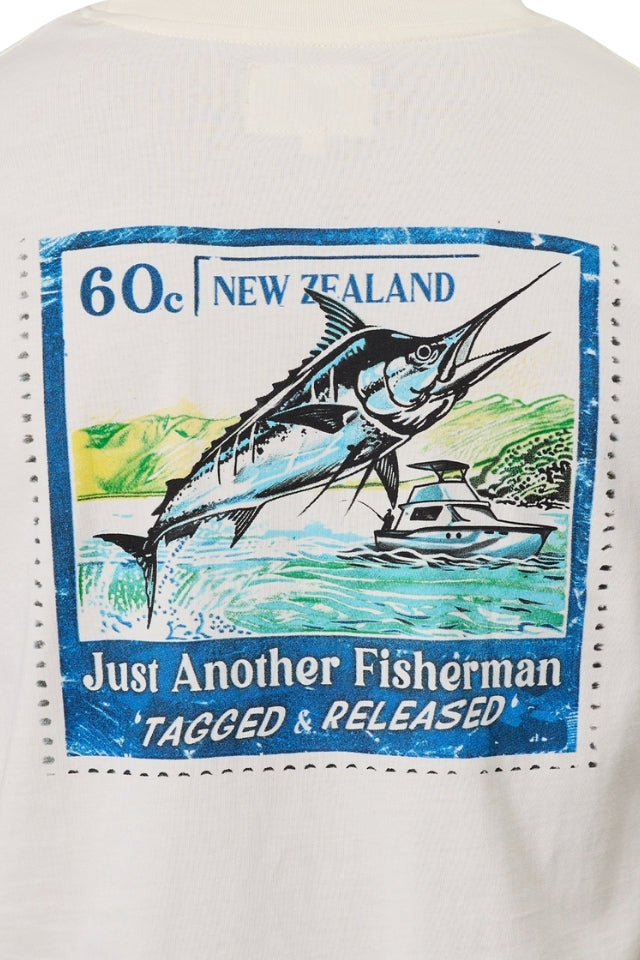 60c NEW ZEALAND
Just Another Fisherman
'TAGGED & RELEASED'